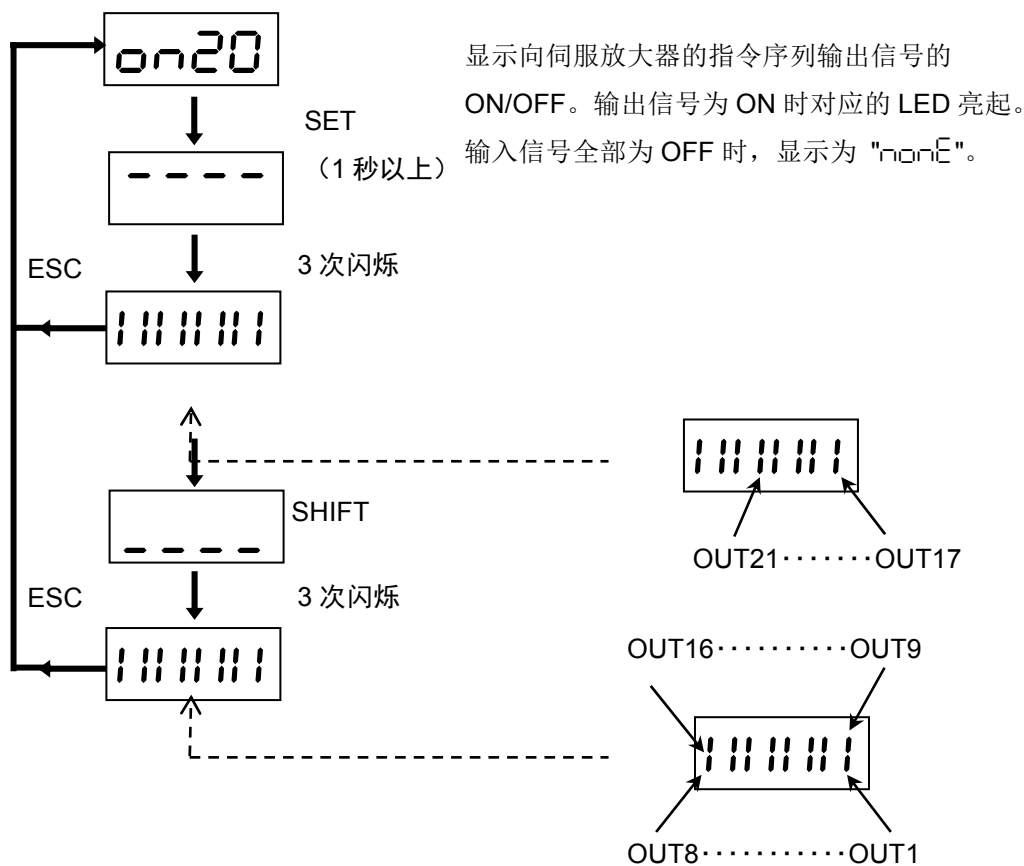 on20
显示向伺服放大器的指令序列输出信号的
ON/OFF。输出信号为 ON 时对应的 LED 亮起。
输入信号全部为 OFF 时，显示为 "nonE"。
SET
（1 秒以上）
ESC
3 次闪烁
SHIFT
OUT21·······OUT17
ESC
3 次闪烁
OUT16··········OUT9
OUT8···········OUT1